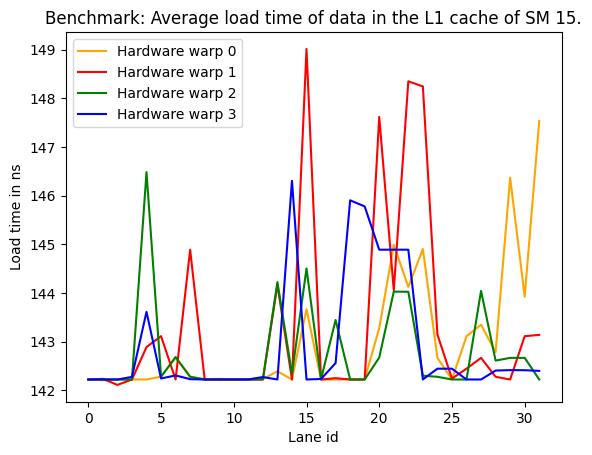 Benchmark: Average load time of data in the L1 cache of SM 15.
Hardware warp 0
Hardware warp 1
Hardware warp 2
Hardware warp 3
Load time in ns
149
148
147
146
145
144
143
142
0 5 10 15 20 25 30
Lane id